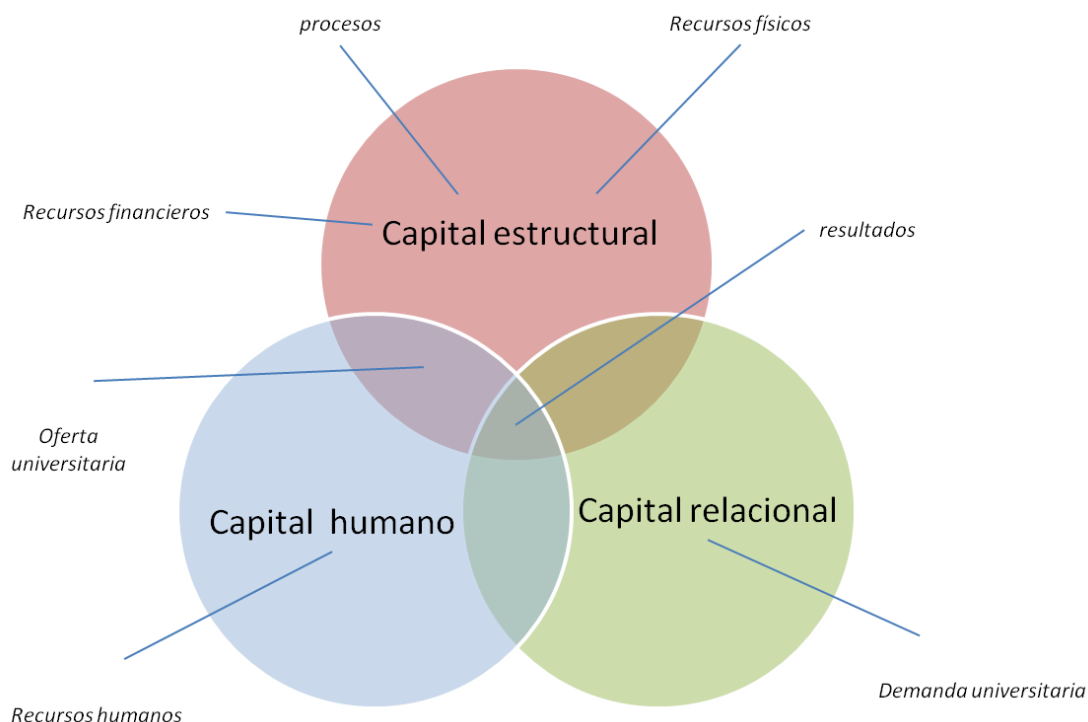 procesos
Recursos físicos
Recursos financieros
Capital estructural
resultados
Oferta
universitaria
Capital humano
Capital relacional
Recursos humanos
Demanda universitaria